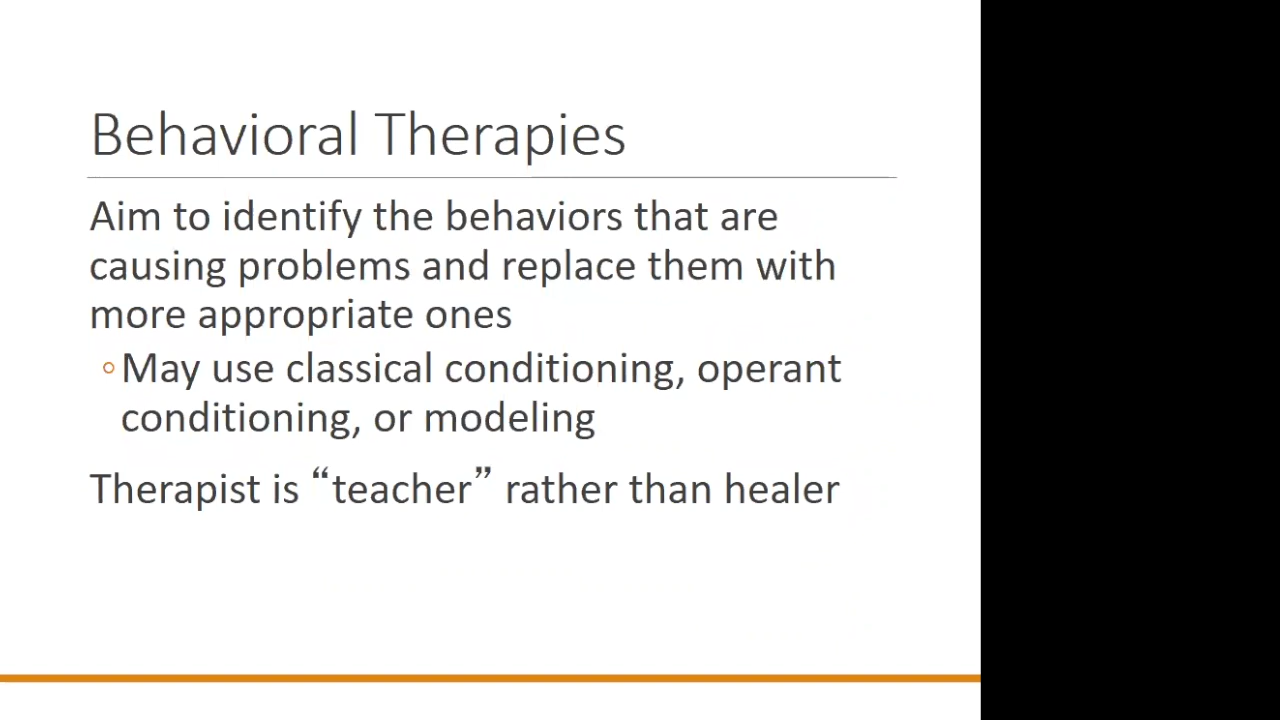 Behavioral Therapies
Aim to identify the behaviors that are
causing problems and replace them with
more appropriate ones
◦May use classical conditioning, operant
conditioning, or modeling
Therapist is “teacher” rather than healer